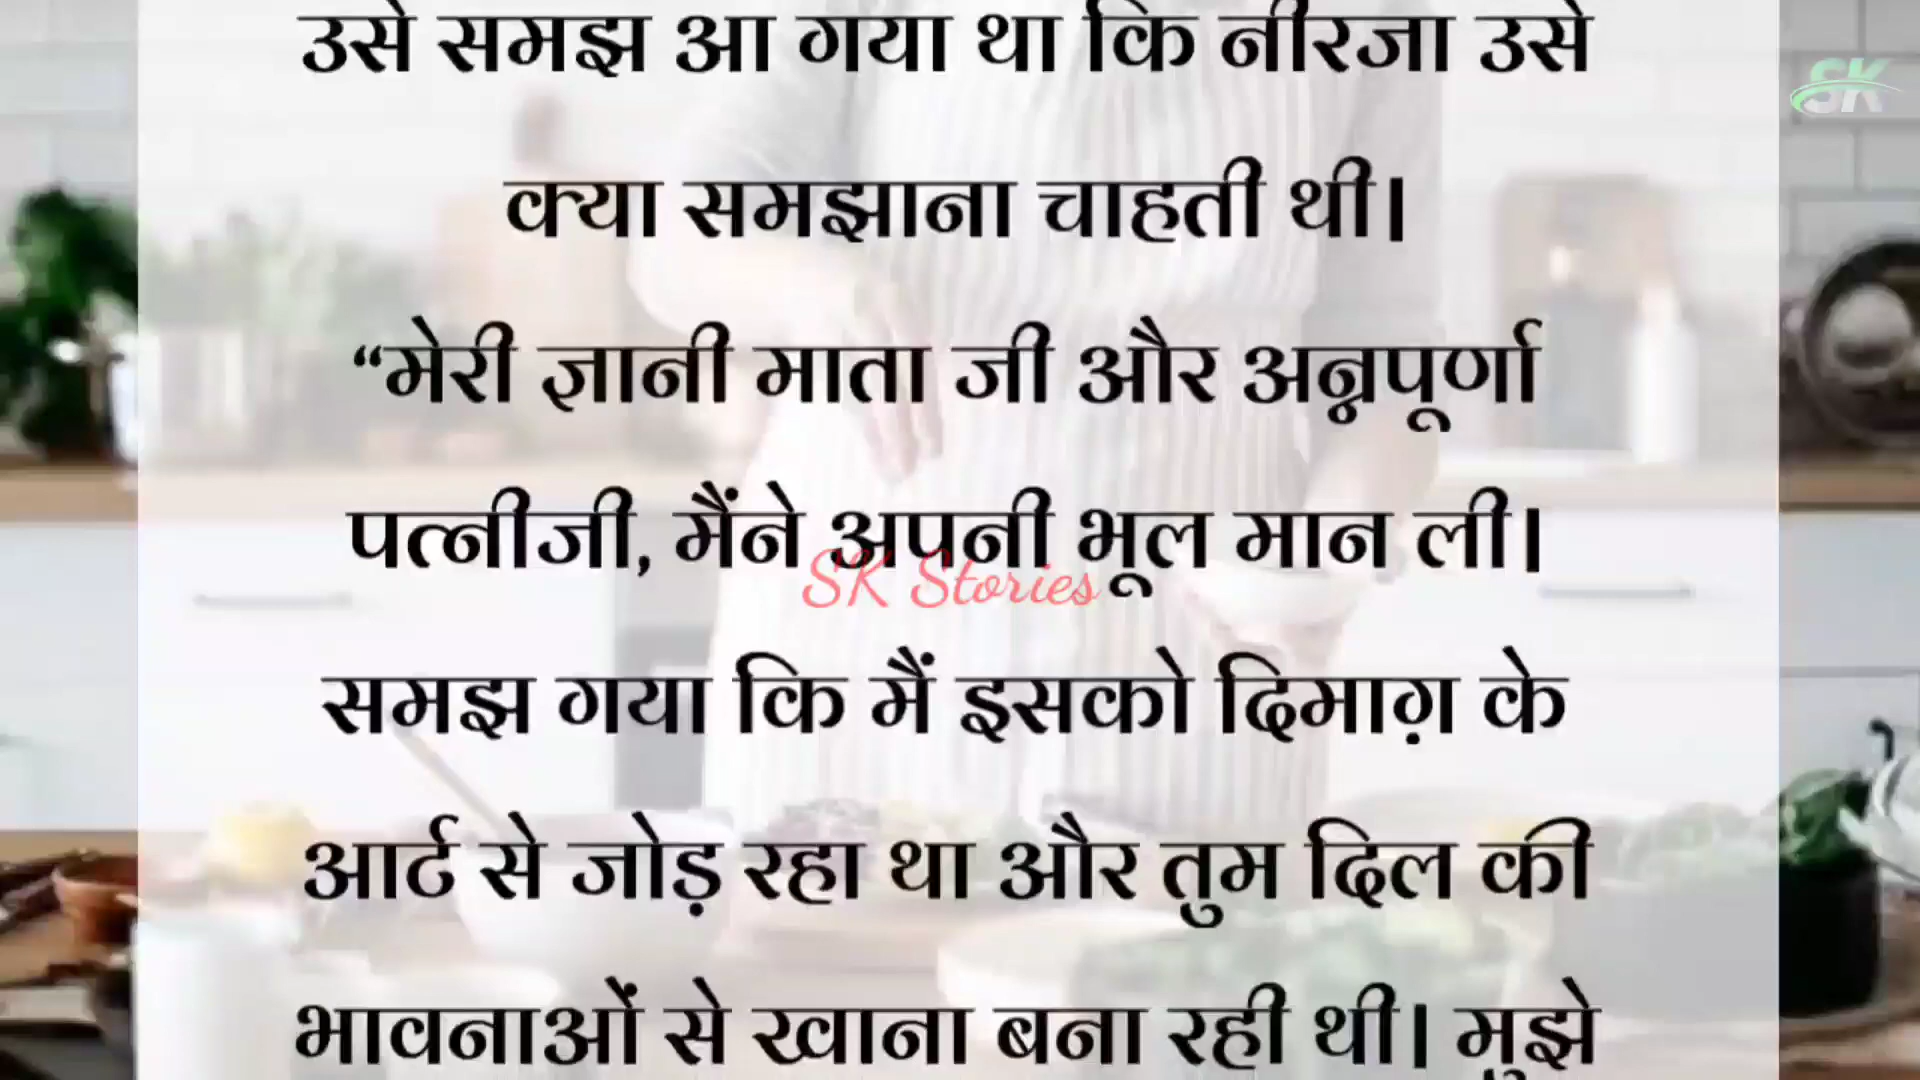 उसे समझ आ गया था कि नीरजा उसे
SK
क्या समझाना चाहती थी।
“मेरी ज्ञानी माता जी और अन्नपूर्णा
पत्नीजी, मैंने अपनी भूल मान ली।
SK Stories
समझ गया कि मैं इसको दिमाग़ के
आर्ट से जोड़ रहा था और तुम दिल की
भावनाओं से खाना बना रही थी। मुझे